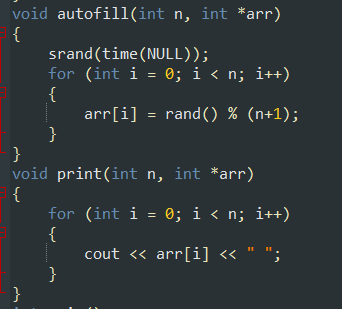 void autofill(int n, int *arr)
{
    srand(time(NULL));
    for (int i = 0; i < n; i++)
    {
        arr[i] = rand() % (n+1);
    }
}
void print(int n, int *arr)
{
    for (int i = 0; i < n; i++)
    {
        cout << arr[i] << " ";
    }
}